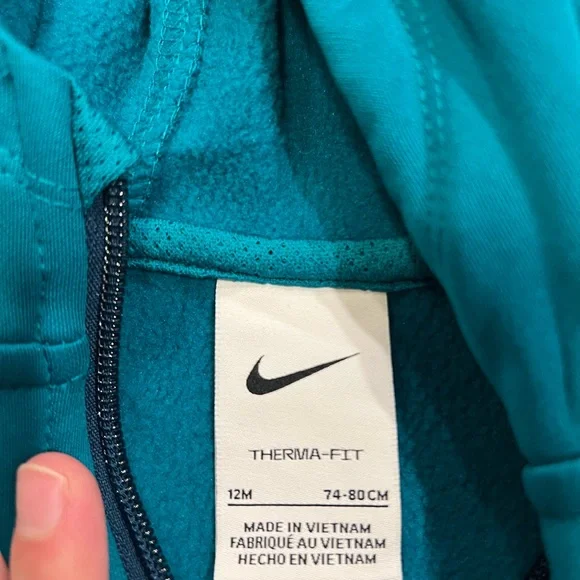 THERMA-FIT
12M 74-80CM
MADE IN VIETNAM
FABRIQUÉ AU VIETNAM
HECHO EN VIETNAM